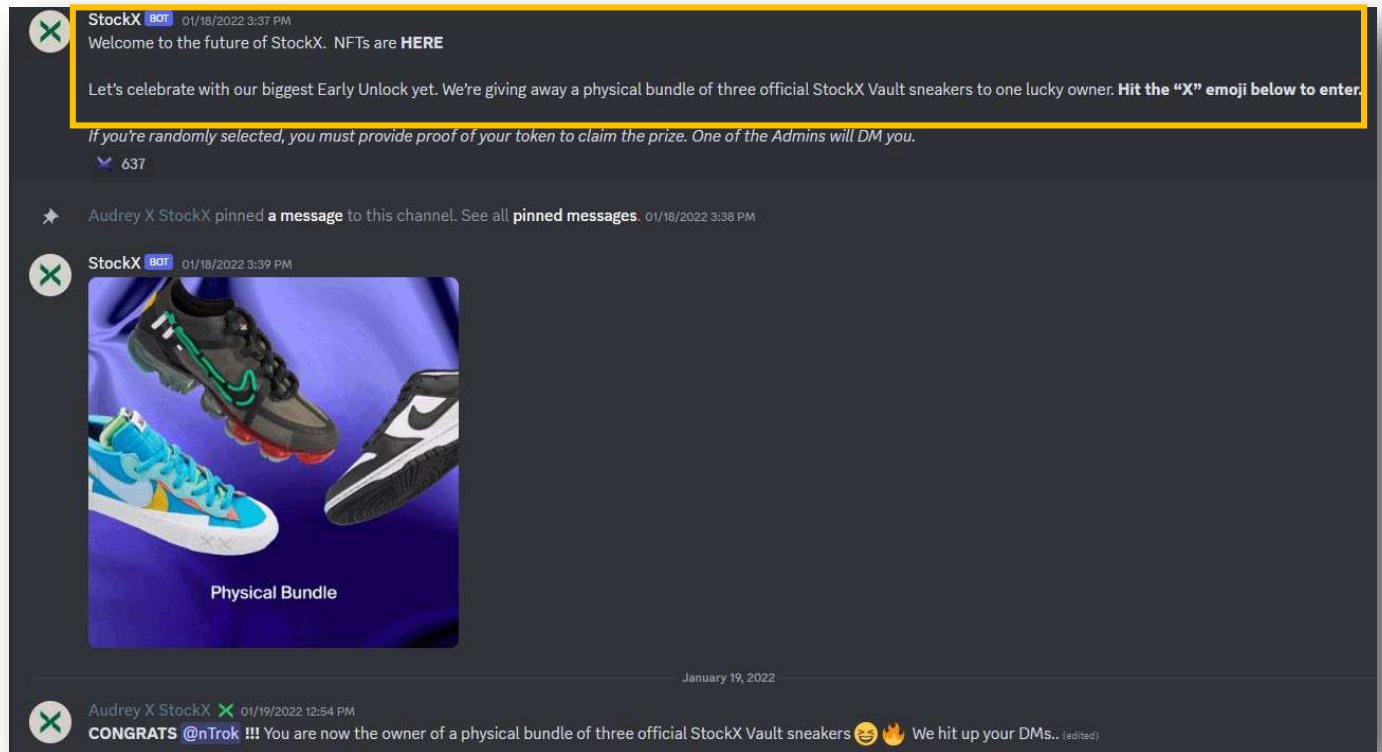 StockX BOT 01/18/2022 3:37 PM
Welcome to the future of StockX. NFTs are HERE
Let's celebrate with our biggest Early Unlock yet. We're giving away a physical bundle of three official StockX Vault sneakers to one lucky owner. Hit the “X” emoji below to enter.
If you're randomly selected, you must provide proof of your token to claim the prize. One of the Admins will DM you.
637
Audrey X StockX pinned a message to this channel. See all pinned messages. 01/18/2022 3:38 PM
StockX BOT 01/18/2022 3:39 PM
Physical Bundle
January 19, 2022
Audrey X StockX 01/19/2022 12:54 PM
CONGRATS @nTrok !!! You are now the owner of a physical bundle of three official StockX Vault sneakers 😆🔥 We hit up your DMs.. (edited)